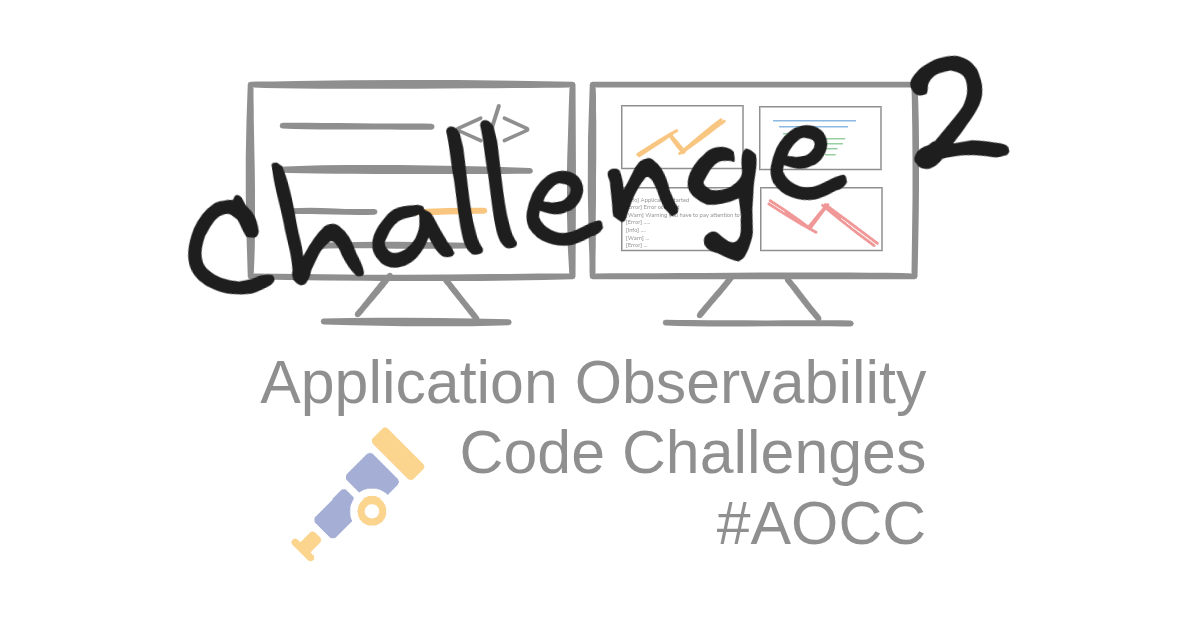 challenge 2
</>
[Info] Application started
[Error] Error
[Warn] Warning you have to pay attention to
[Error] ....
[Info] ....
[Warn] ...
[Error] ...
Application Observability
Code Challenges
#AOCC